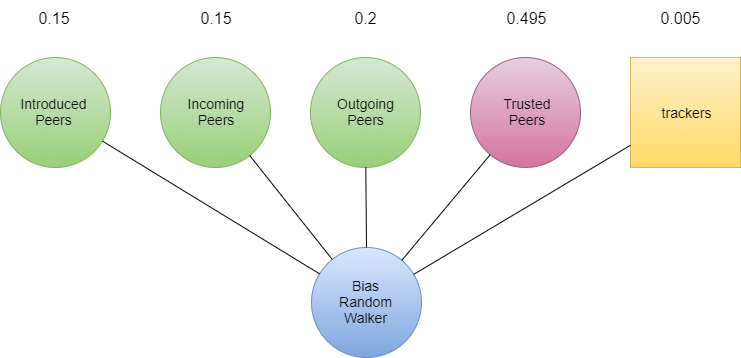 0.15 0.15 0.2 0.495 0.005
Introduced
Peers
Incoming
Peers
Outgoing
Peers
Trusted
Peers
trackers
Bias
Random
Walker